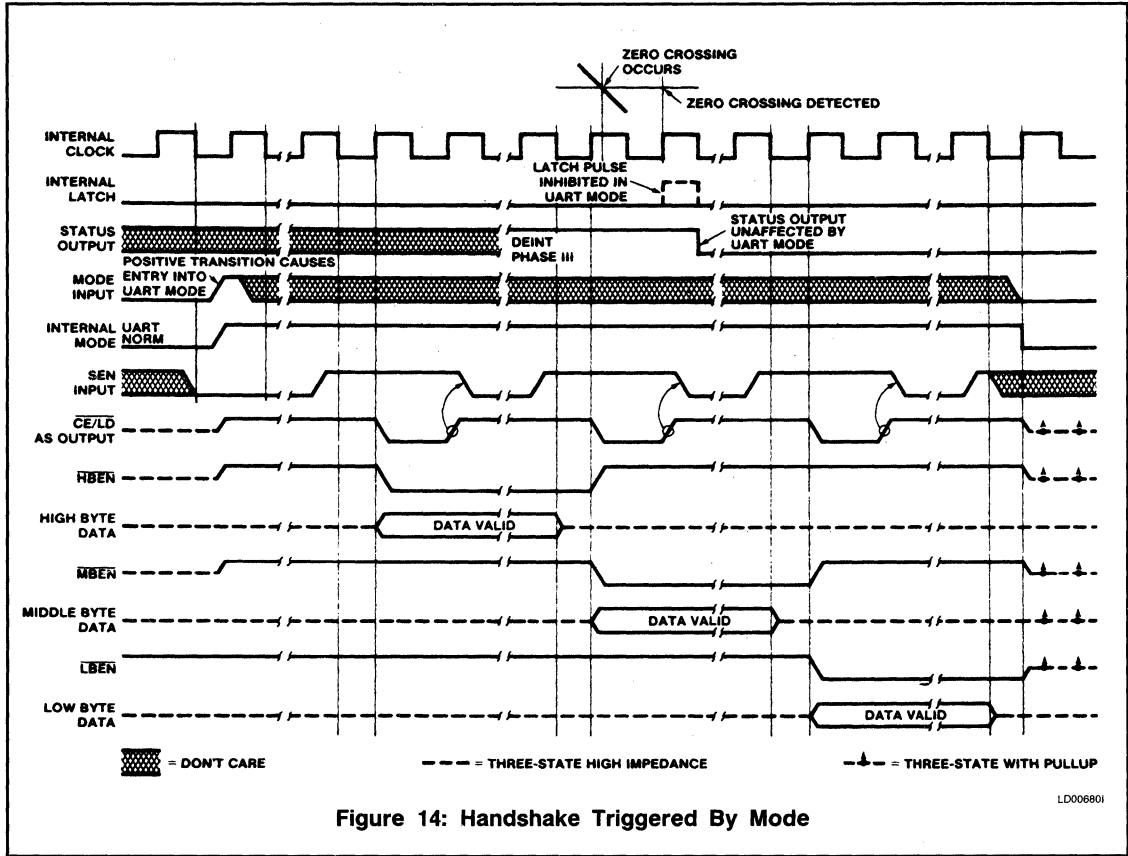 ZERO CROSSING
OCCURS
ZERO CROSSING DETECTED
INTERNAL
CLOCK
LATCH PULSE
INHIBITED IN
UART MODE
INTERNAL
LATCH
STATUS
OUTPUT
DEINT
PHASE III
STATUS OUTPUT
UNAFFECTED BY
UART MODE
POSITIVE TRANSITION CAUSES
ENTRY INTO
UART MODE
MODE
INPUT
INTERNAL
MODE
UART
NORM
SEN
INPUT
CE/LD
AS OUTPUT
HBEN
HIGH BYTE
DATA
DATA VALID
MBEN
MIDDLE BYTE
DATA
DATA VALID
LBEN
LOW BYTE
DATA
DATA VALID
= DON'T CARE
= THREE-STATE HIGH IMPEDANCE
= THREE-STATE WITH PULLUP
LD00680I
Figure 14: Handshake Triggered By Mode